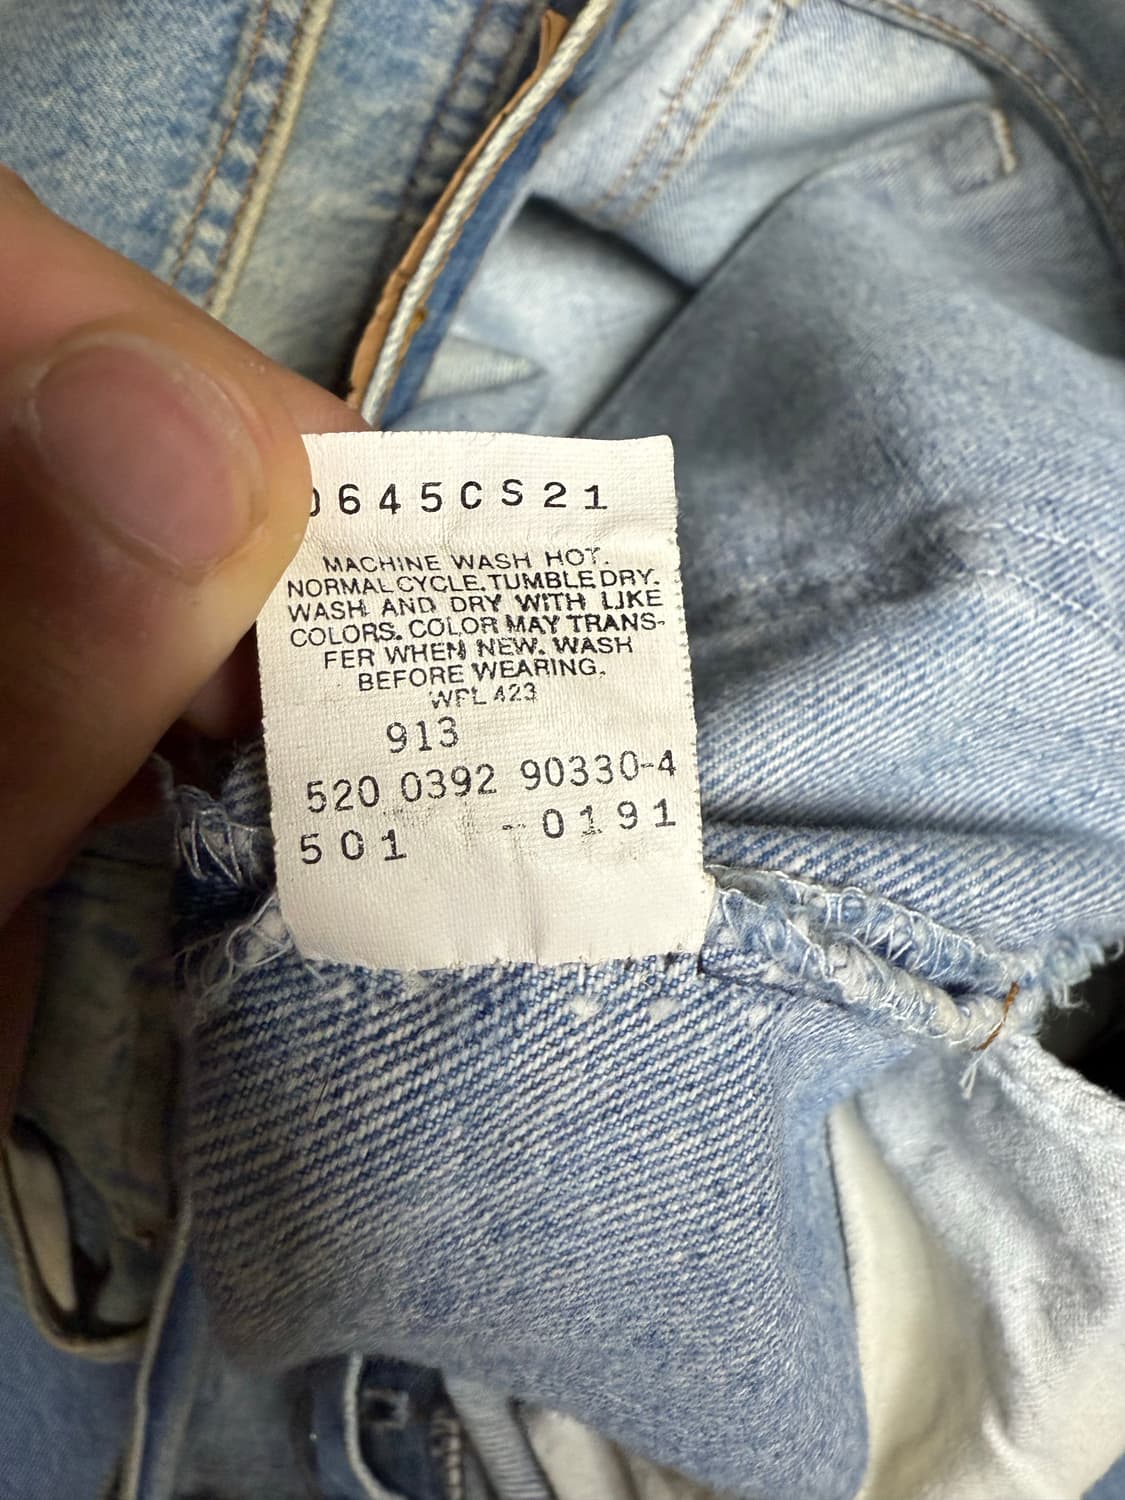 0645CS21
MACHINE WASH HOT.
NORMAL CYCLE. TUMBLE DRY.
WASH AND DRY WITH LIKE
COLORS. COLOR MAY TRANS-
FER WHEN NEW. WASH
BEFORE WEARING.
WPL 423
913
520 0392 90330-4
501 -0191